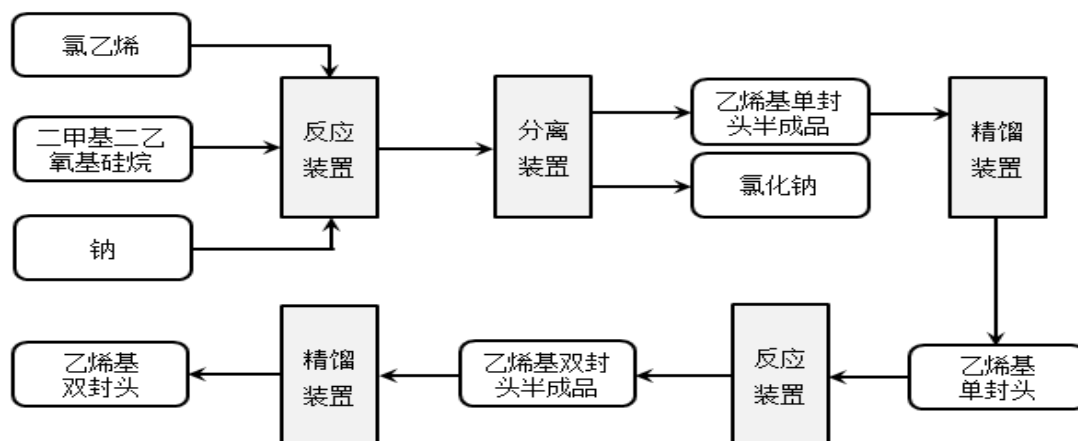 氯乙烯
二甲基二乙
氧基硅烷
钠
反应
装置
分离
装置
乙烯基单封
头半成品
氯化钠
精馏
装置
乙烯基
单封头
反应
装置
乙烯基双封
头半成品
精馏
装置
乙烯基
双封头